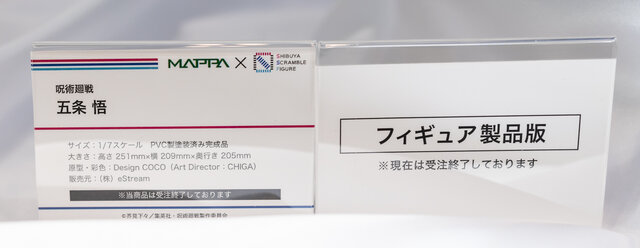 MAPPA × SHIBUYA SCRAMBLE FIGURE
呪術廻戦
五条 悟
サイズ：1/7スケール PVC製塗装済み完成品
大きさ：高さ 251mm×横 209mm×奥行き 205mm
原型・彩色：Design COCO（Art Director：CHIGA）
販売元：（株）eStream
※当商品は受注終了しております
©芥見下々／集英社・呪術廻戦製作委員会
フィギュア製品版
※現在は受注終了しております